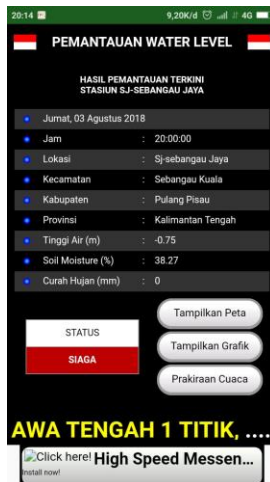 20:14 9,20K/d 4G
PEMANTAUAN WATER LEVEL
HASIL PEMANTAUAN TERKINI
STASIUN SJ-SEBANGAU JAYA
Jumat, 03 Agustus 2018
Jam : 20:00:00
Lokasi : Sj-sebangau Jaya
Kecamatan : Sebangau Kuala
Kabupaten : Pulang Pisau
Provinsi : Kalimantan Tengah
Tinggi Air (m) : -0.75
Soil Moisture (%) : 38.27
Curah Hujan (mm) : 0
Tampilkan Peta
STATUS
Tampilkan Grafik
SIAGA
Prakiraan Cuaca
AWA TENGAH 1 TITIK, ....
Click here! High Speed Messen...
Install now!